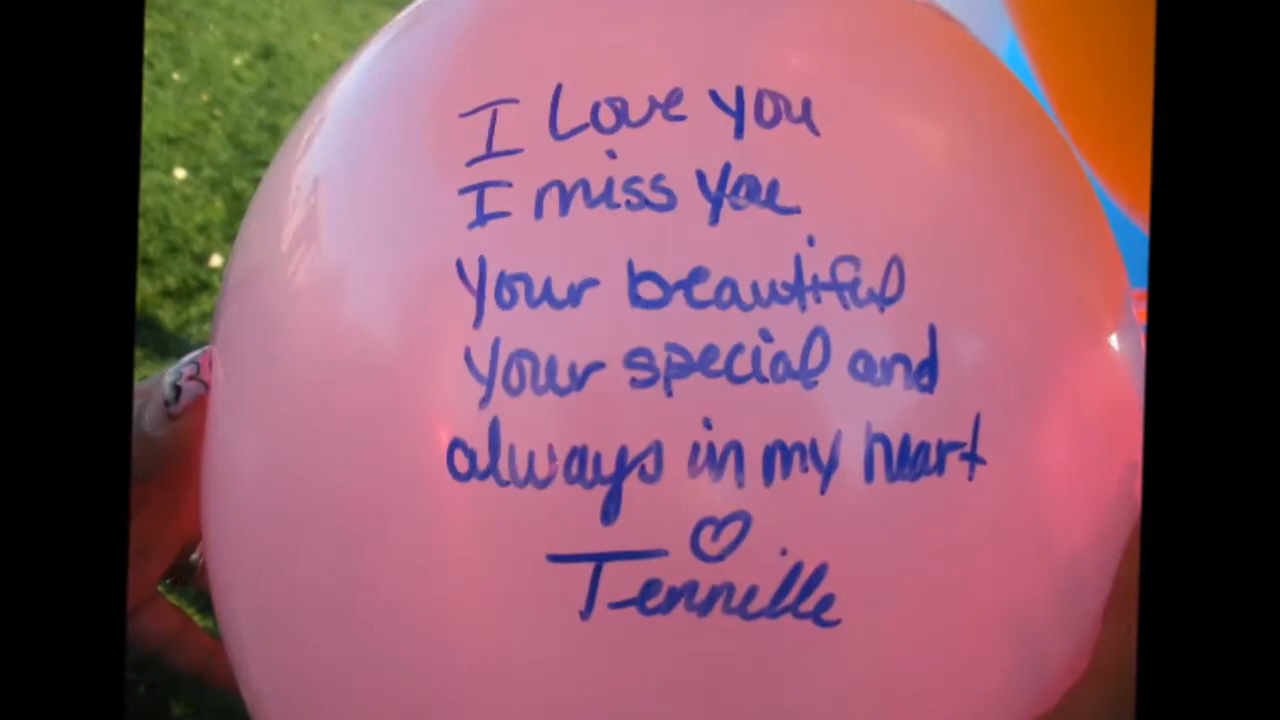 I Love you
I miss you
Your beautiful
Your special and
always in my heart
♡
Tennille